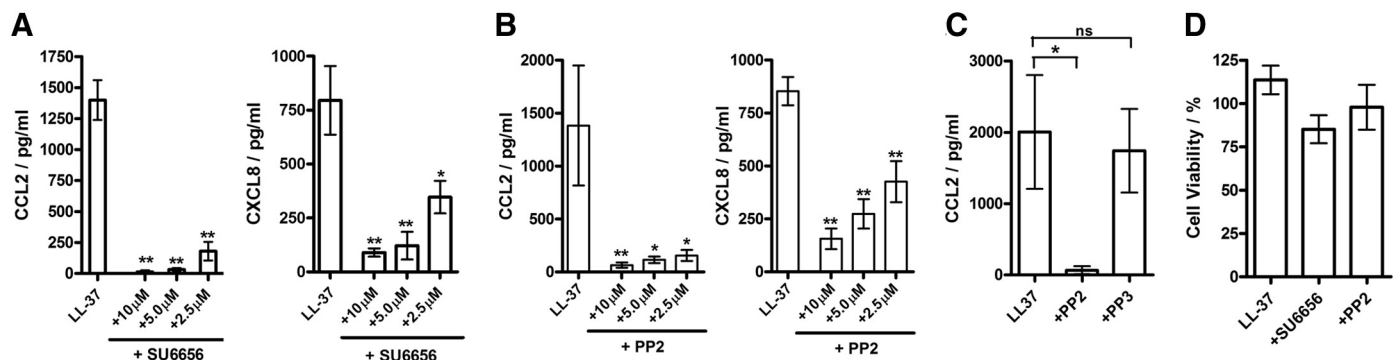 A
CCL2 / pg/ml
1750
1500
1250
1000
750
500
250
0
**
**
**
LL-37
+10µM
+5.0µM
+2.5µM
+ SU6656
CXCL8 / pg/ml
1000
750
500
250
0
**
**
*
LL-37
+10µM
+5.0µM
+2.5µM
+ SU6656
B
CCL2 / pg/ml
2000
1500
1000
500
0
**
*
*
LL-37
+10µM
+5.0µM
+2.5µM
+ PP2
CXCL8 / pg/ml
1000
750
500
250
0
**
**
**
LL-37
+10µM
+5.0µM
+2.5µM
+ PP2
C
ns
*
CCL2 / pg/ml
3000
2000
1000
0
LL37
+PP2
+PP3
D
Cell Viability / %
125
100
75
50
25
0
LL-37
+SU6656
+PP2